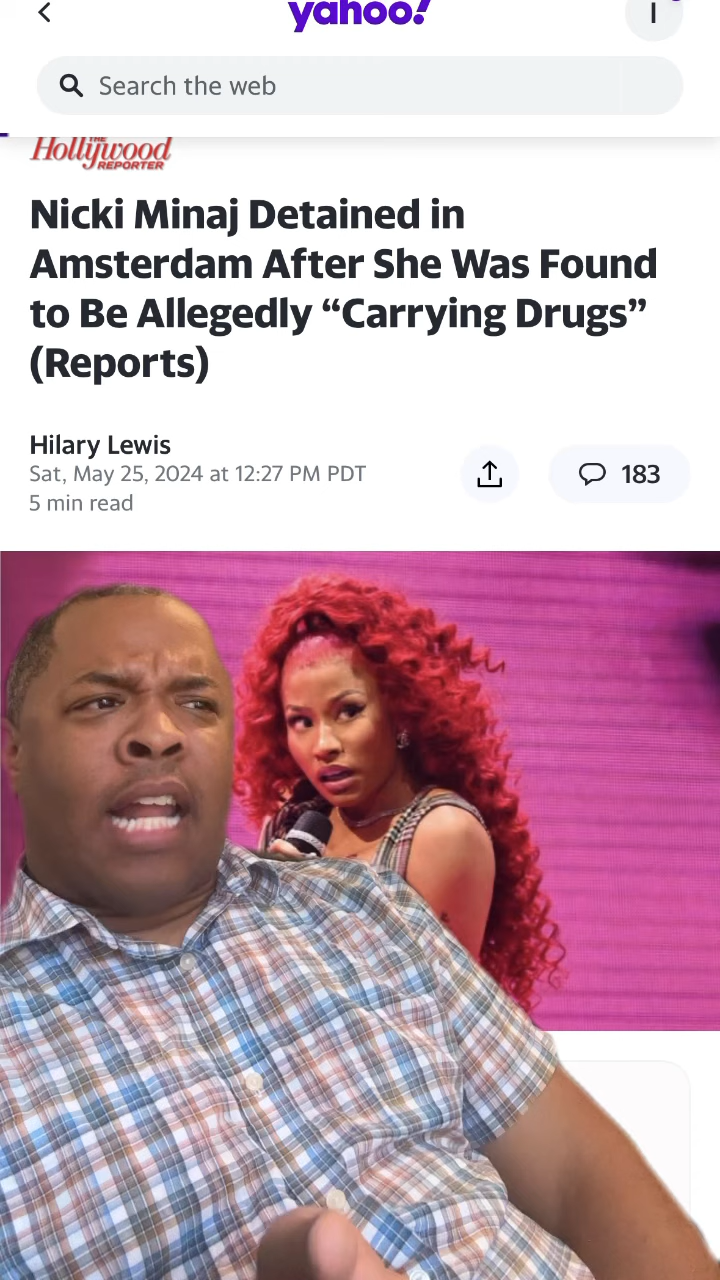 yahoo!
I
Search the web
THE
Hollywood
REPORTER
Nicki Minaj Detained in
Amsterdam After She Was Found
to Be Allegedly “Carrying Drugs”
(Reports)
Hilary Lewis
Sat, May 25, 2024 at 12:27 PM PDT
183
5 min read